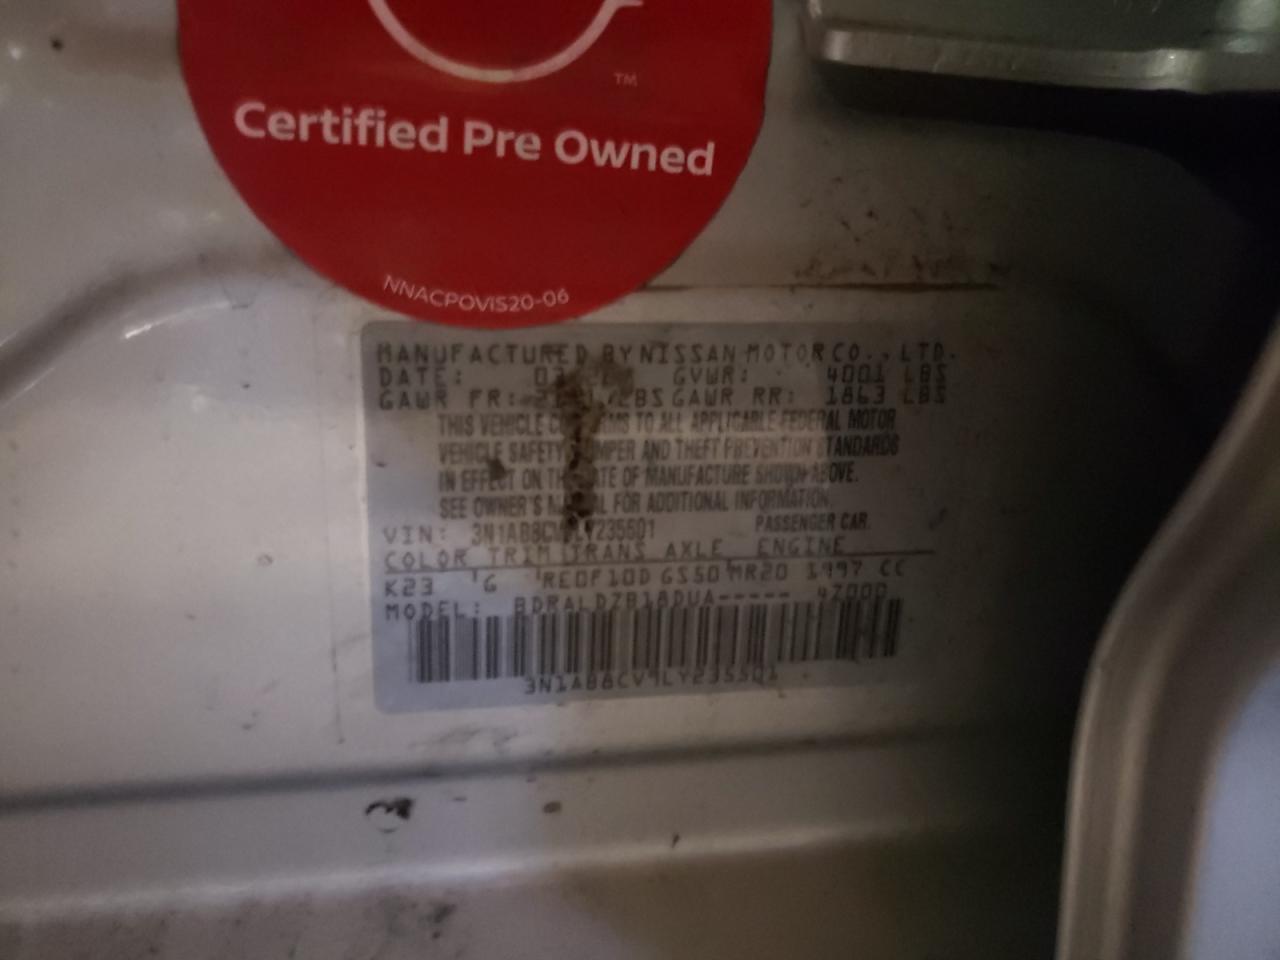 TM
Certified Pre Owned
NNACPOVIS20-06
MANUFACTURED BY NISSAN MOTOR CO., LTD.
DATE: GVWR: 4001 LBS
GAWR FR: LBS GAWR RR: 1863 LBS
THIS VEHICLE TO ALL APPLICABLE FEDERAL MOTOR
VEHICLE SAFETY AND THEFT PREVENTION STANDARDS
IN EFFECT ON OF MANUFACTURE SHOWN ABOVE.
SEE OWNER'S FOR ADDITIONAL INFORMATION.
VIN: PASSENGER CAR
COLOR TRIM TRANS AXLE ENGINE
K23 G RE0F10D GS50 MR20 1997 CC
MODEL: